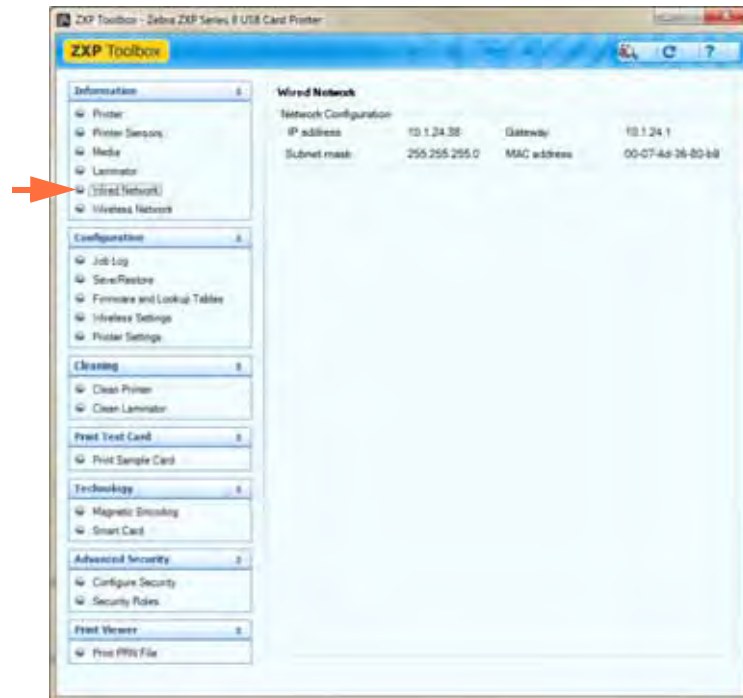 ZXP Toolbox - Zebra ZXP Series 8 USB Card Printer
ZXP Toolbox
?
Information
Printer
Printer Sensors
Media
Laminator
Wired Network
Wireless Network
Configuration
Job Log
Save/Restore
Firmware and Lookup Tables
Wireless Settings
Printer Settings
Cleaning
Clean Printer
Clean Laminator
Print Test Card
Print Sample Card
Technology
Magnetic Encoding
Smart Card
Advanced Security
Configure Security
Security Roles
Print Viewer
Print PRN File
Wired Network
Network Configuration
IP address 10.1.24.38 Gateway 10.1.24.1
Subnet mask 255.255.255.0 MAC address 00-07-4d-36-80-b8